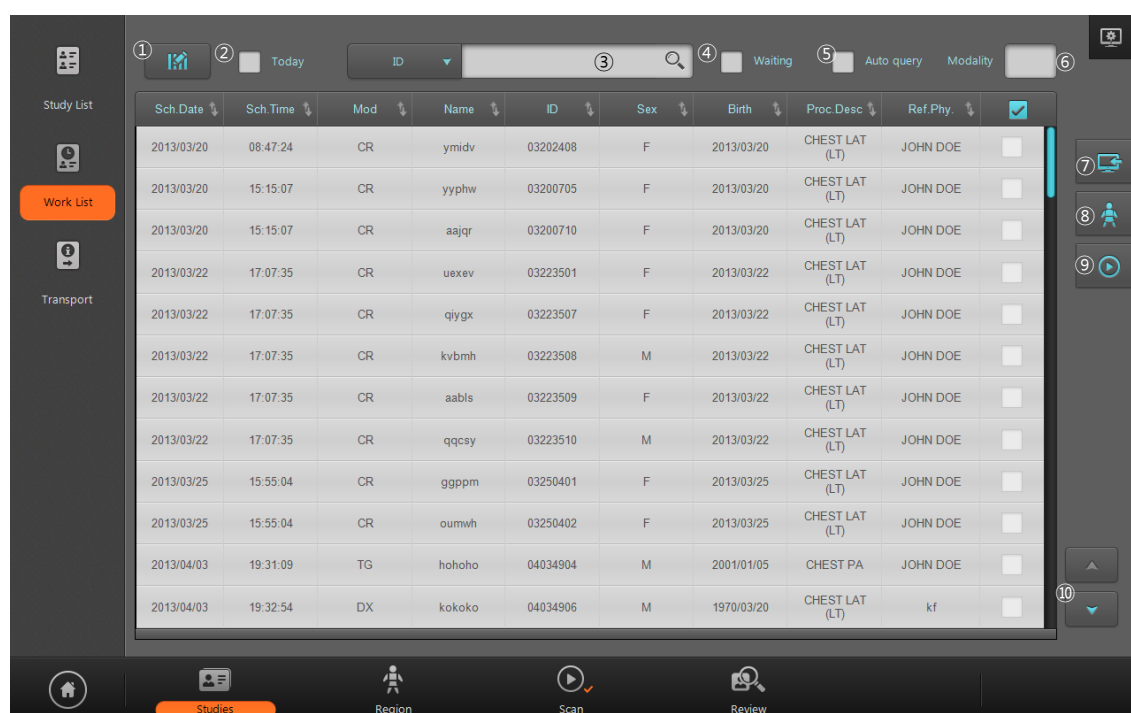 ① ② Today ID ③ ④ Waiting ⑤ Auto query Modality ⑥
Study List
Work List
Transport
Sch.Date Sch.Time Mod Name ID Sex Birth Proc.Desc Ref.Phy.
2013/03/20 08:47:24 CR ymidv 03202408 F 2013/03/20 CHEST LAT (LT) JOHN DOE
2013/03/20 15:15:07 CR yyphw 03200705 F 2013/03/20 CHEST LAT (LT) JOHN DOE
2013/03/20 15:15:07 CR aajqr 03200710 F 2013/03/20 CHEST LAT (LT) JOHN DOE
2013/03/22 17:07:35 CR uexev 03223501 F 2013/03/22 CHEST LAT (LT) JOHN DOE
2013/03/22 17:07:35 CR qiygx 03223507 F 2013/03/22 CHEST LAT (LT) JOHN DOE
2013/03/22 17:07:35 CR kvbmh 03223508 M 2013/03/22 CHEST LAT (LT) JOHN DOE
2013/03/22 17:07:35 CR aabls 03223509 F 2013/03/22 CHEST LAT (LT) JOHN DOE
2013/03/22 17:07:35 CR qqcsy 03223510 M 2013/03/22 CHEST LAT (LT) JOHN DOE
2013/03/25 15:55:04 CR ggppm 03250401 F 2013/03/25 CHEST LAT (LT) JOHN DOE
2013/03/25 15:55:04 CR oumwh 03250402 F 2013/03/25 CHEST LAT (LT) JOHN DOE
2013/04/03 19:31:09 TG hohoho 04034904 M 2001/01/05 CHEST PA JOHN DOE
2013/04/03 19:32:54 DX kokoko 04034906 M 1970/03/20 CHEST LAT (LT) kf
⑦
⑧
⑨
⑩
Studies Region Scan Review